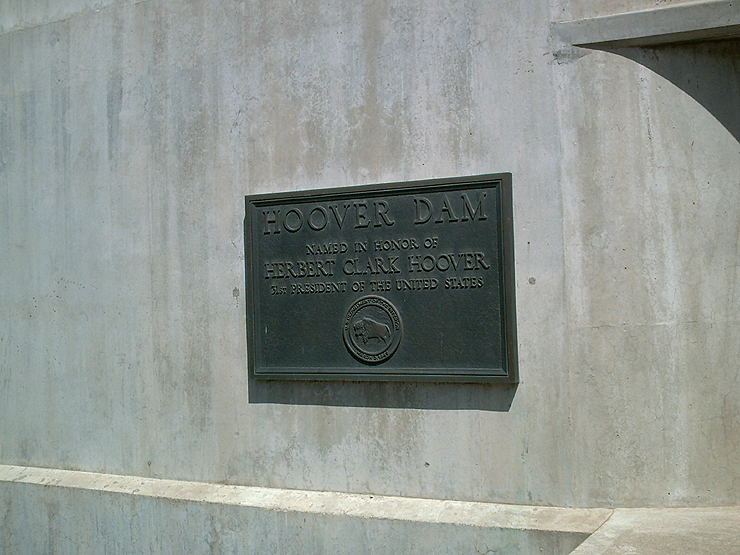 HOOVER DAM
NAMED IN HONOR OF
HERBERT CLARK HOOVER
31ST PRESIDENT OF THE UNITED STATES